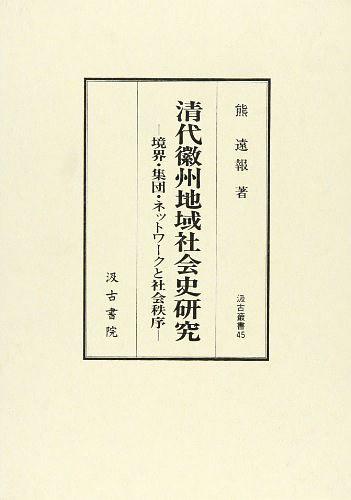 熊 遠報 著
清代徽州地域社会史研究
―境界・集団・ネットワークと社会秩序―
汲古書院
汲古叢書45